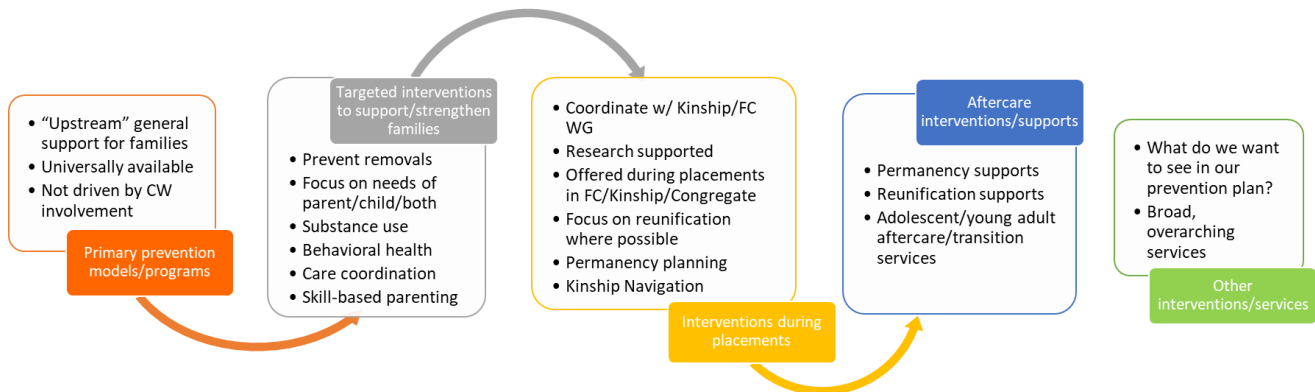 • “Upstream” general
support for families
• Universally available
• Not driven by CW
involvement
Primary prevention
models/programs
Targeted interventions
to support/strengthen
families
• Prevent removals
• Focus on needs of
parent/child/both
• Substance use
• Behavioral health
• Care coordination
• Skill-based parenting
• Coordinate w/ Kinship/FC
WG
• Research supported
• Offered during placements
in FC/Kinship/Congregate
• Focus on reunification
where possible
• Permanency planning
• Kinship Navigation
Interventions during
placements
Aftercare
interventions/supports
• Permanency supports
• Reunification supports
• Adolescent/young adult
aftercare/transition
services
• What do we want
to see in our
prevention plan?
• Broad,
overarching
services
Other
interventions/services